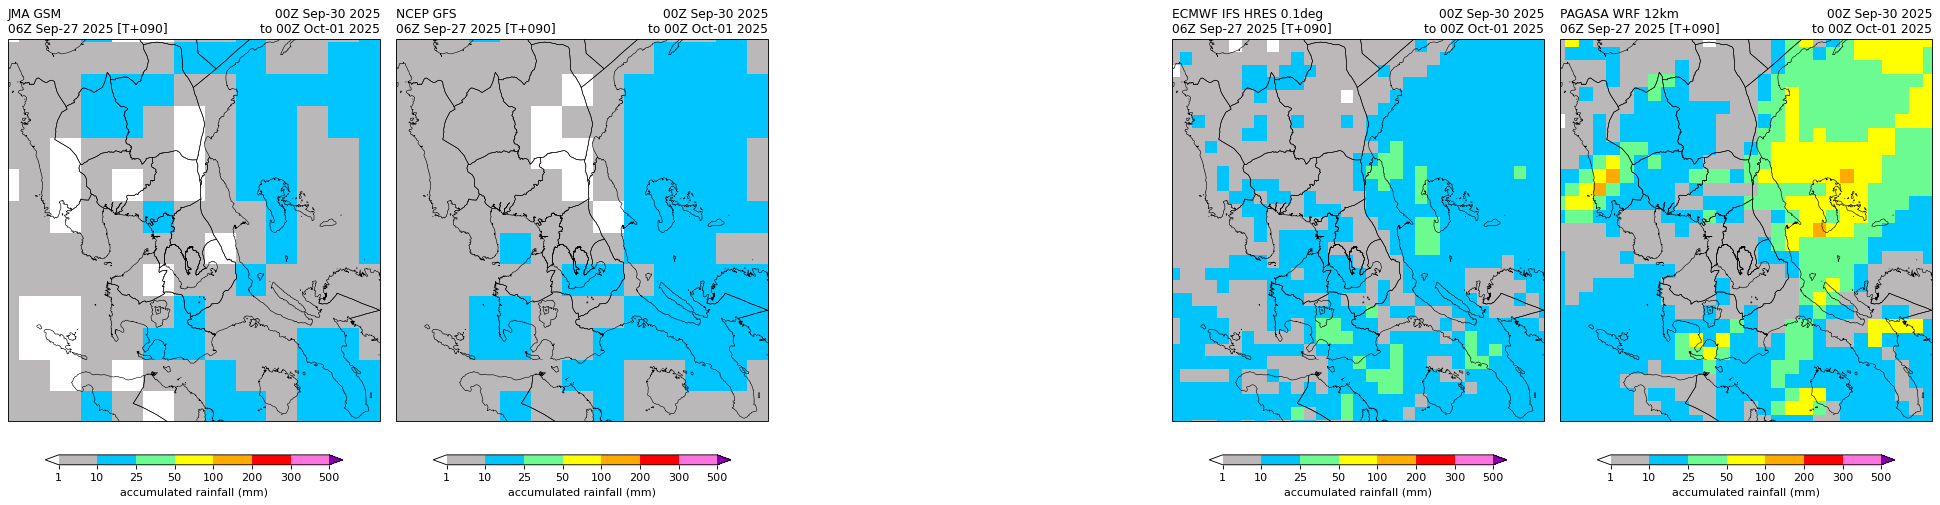 JMA GSM 00Z Sep-30 2025
06Z Sep-27 2025 [T+090] to 00Z Oct-01 2025
1 10 25 50 100 200 300 500
accumulated rainfall (mm)
NCEP GFS 00Z Sep-30 2025
06Z Sep-27 2025 [T+090] to 00Z Oct-01 2025
1 10 25 50 100 200 300 500
accumulated rainfall (mm)
ECMWF IFS HRES 0.1deg 00Z Sep-30 2025
06Z Sep-27 2025 [T+090] to 00Z Oct-01 2025
1 10 25 50 100 200 300 500
accumulated rainfall (mm)
PAGASA WRF 12km 00Z Sep-30 2025
06Z Sep-27 2025 [T+090] to 00Z Oct-01 2025
1 10 25 50 100 200 300 500
accumulated rainfall (mm)